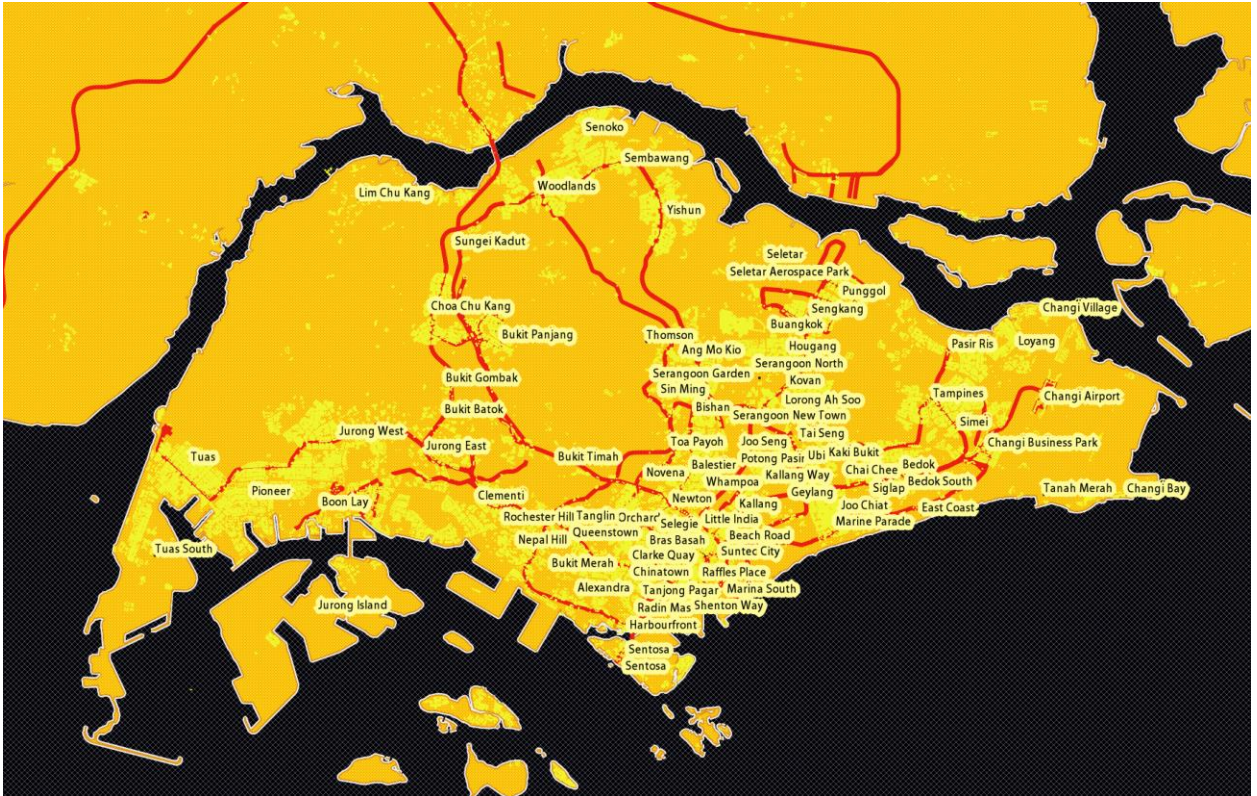 Senoko
Sembawang
Woodlands
Lim Chu Kang
Yishun
Sungei Kadut
Seletar
Seletar Aerospace Park
Punggol
Choa Chu Kang
Sengkang
Changi Village
Buangkok
Bukit Panjang
Thomson
Hougang
Pasir Ris
Loyang
Ang Mo Kio
Serangoon North
Serangoon Garden
Bukit Gombak
Kovan
Sin Ming
Tampines
Changi Airport
Lorong Ah Soo
Bukit Batok
Bishan
Serangoon New Town
Simei
Jurong West
Tai Seng
Jurong East
Toa Payoh
Joo Seng
Changi Business Park
Tuas
Bukit Timah
Potong Pasir
Ubi
Kaki Bukit
Balestier
Bedok
Novena
Chai Chee
Whampoa
Kallang Way
Bedok South
Pioneer
Siglap
Tanah Merah
Changi Bay
Clementi
Geylang
Boon Lay
Newton
Kallang
Joo Chiat
East Coast
Rochester Hill
Tanglin
Orchard
Selegie
Little India
Marine Parade
Queenstown
Nepal Hill
Bras Basah
Beach Road
Tuas South
Clarke Quay
Suntec City
Bukit Merah
Chinatown
Raffles Place
Alexandra
Tanjong Pagar
Marina South
Jurong Island
Radin Mas
Shenton Way
Harbourfront
Sentosa
Sentosa